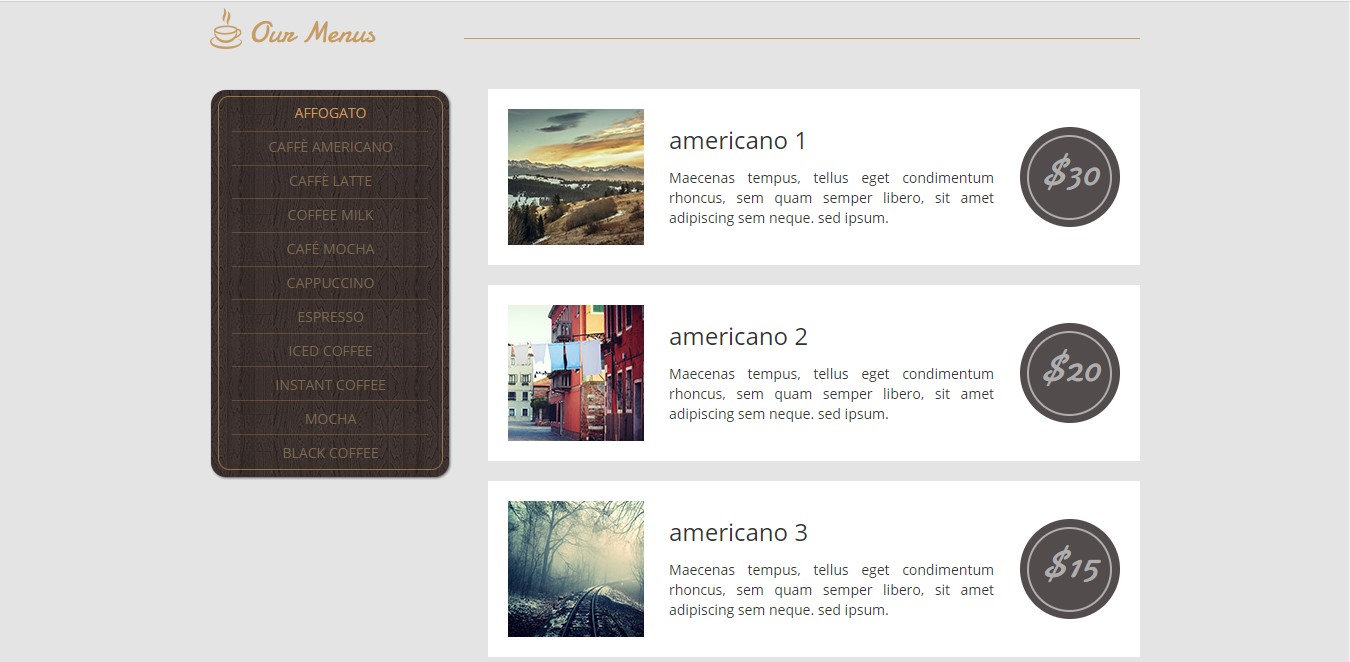 Our Menus
AFFOGATO
CAFFÈ AMERICANO
CAFFÈ LATTE
COFFEE MILK
CAFÉ MOCHA
CAPPUCCINO
ESPRESSO
ICED COFFEE
INSTANT COFFEE
MOCHA
BLACK COFFEE
americano 1
Maecenas tempus, tellus eget condimentum
rhoncus, sem quam semper libero, sit amet
adipiscing sem neque. sed ipsum.
$30
americano 2
Maecenas tempus, tellus eget condimentum
rhoncus, sem quam semper libero, sit amet
adipiscing sem neque. sed ipsum.
$20
americano 3
Maecenas tempus, tellus eget condimentum
rhoncus, sem quam semper libero, sit amet
adipiscing sem neque. sed ipsum.
$15